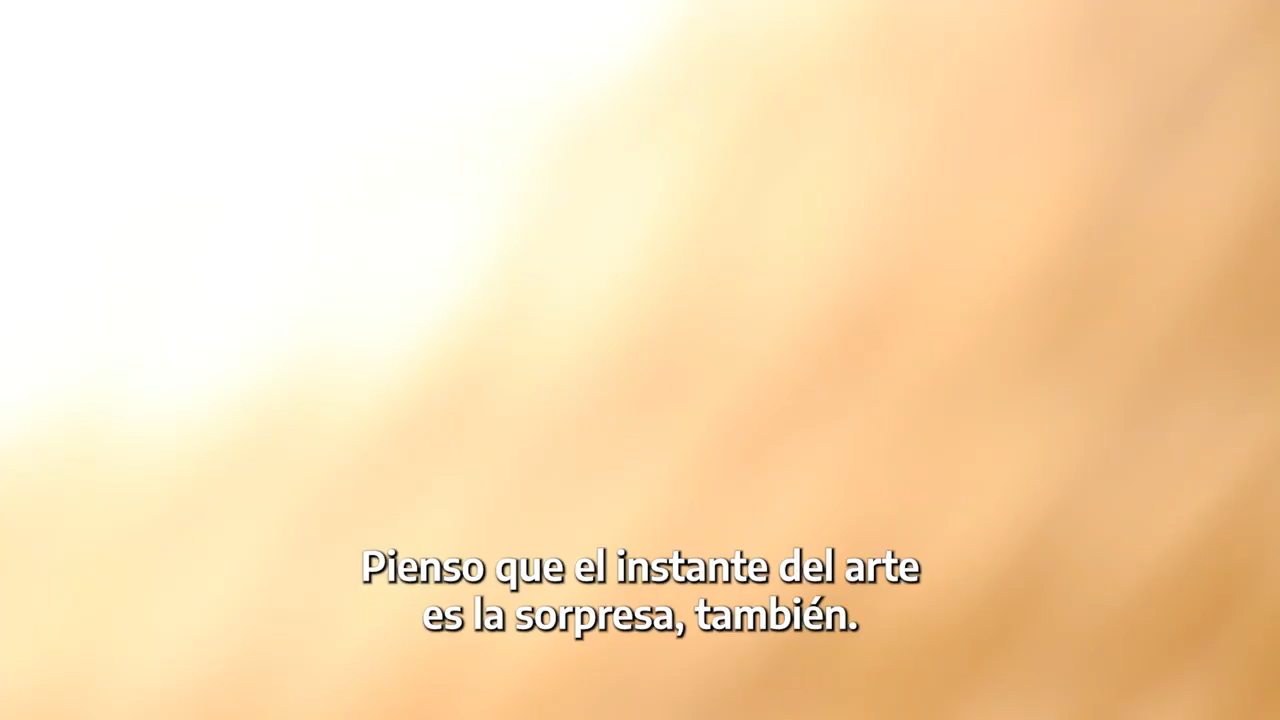 Pienso que el instante del arte
es la sorpresa, también.